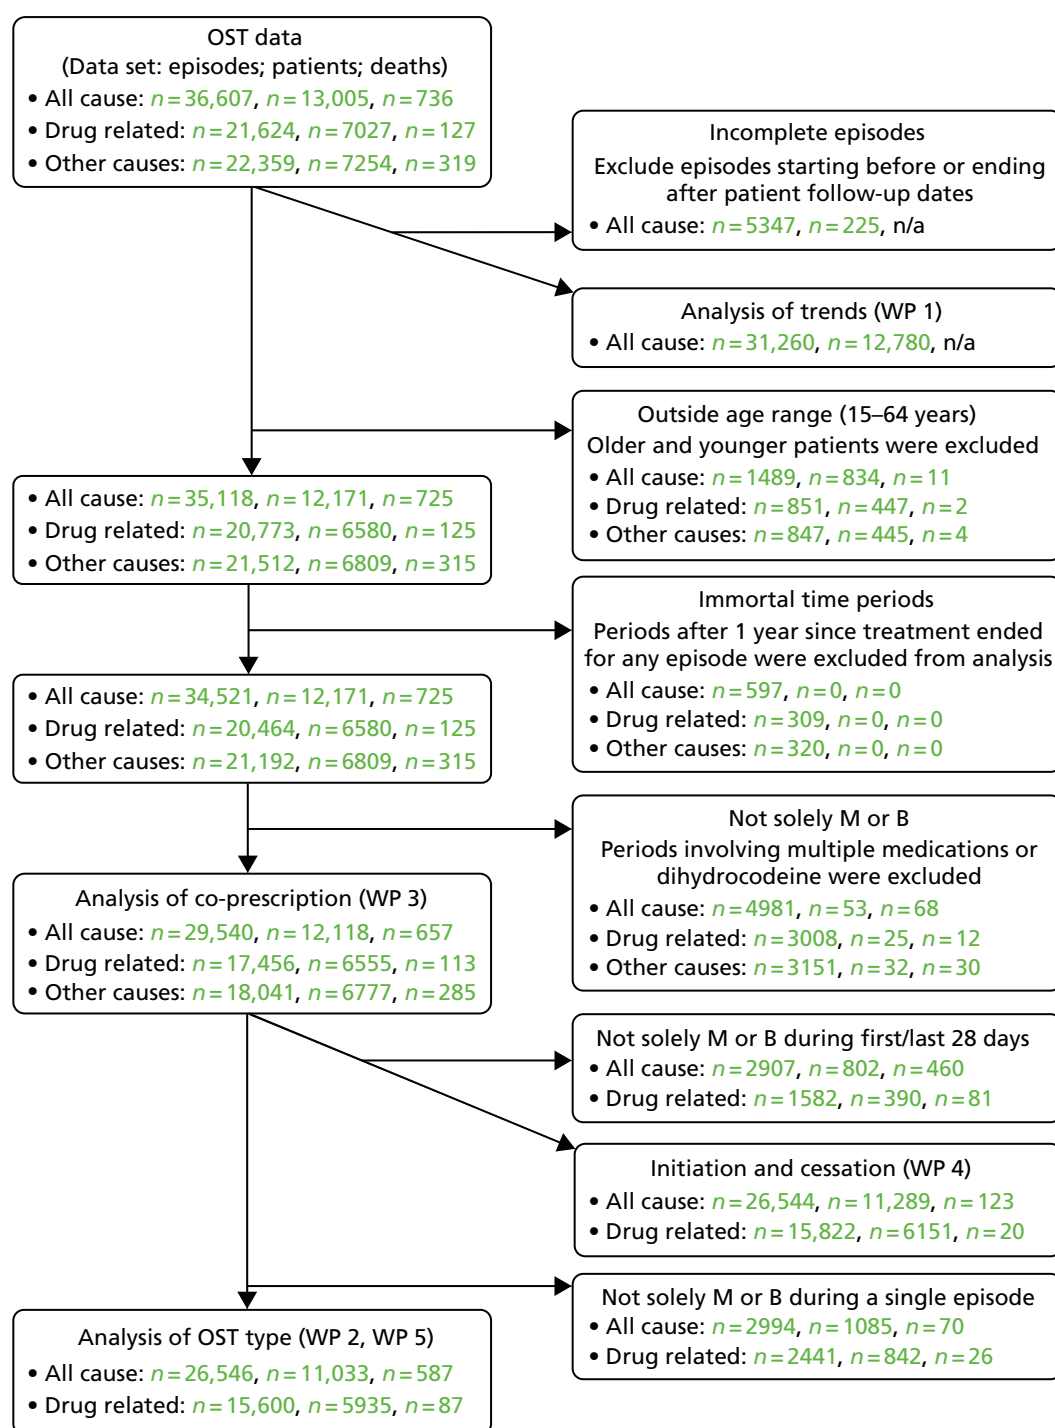 OST data
(Data set: episodes; patients; deaths)
• All cause: n=36,607, n=13,005, n=736
• Drug related: n=21,624, n=7027, n=127
• Other causes: n=22,359, n=7254, n=319
Incomplete episodes
Exclude episodes starting before or ending
after patient follow-up dates
• All cause: n=5347, n=225, n/a
Analysis of trends (WP 1)
• All cause: n=31,260, n=12,780, n/a
Outside age range (15–64 years)
Older and younger patients were excluded
• All cause: n=1489, n=834, n=11
• Drug related: n=851, n=447, n=2
• Other causes: n=847, n=445, n=4
• All cause: n=35,118, n=12,171, n=725
• Drug related: n=20,773, n=6580, n=125
• Other causes: n=21,512, n=6809, n=315
Immortal time periods
Periods after 1 year since treatment ended
for any episode were excluded from analysis
• All cause: n=597, n=0, n=0
• Drug related: n=309, n=0, n=0
• Other causes: n=320, n=0, n=0
• All cause: n=34,521, n=12,171, n=725
• Drug related: n=20,464, n=6580, n=125
• Other causes: n=21,192, n=6809, n=315
Not solely M or B
Periods involving multiple medications or
dihydrocodeine were excluded
• All cause: n=4981, n=53, n=68
• Drug related: n=3008, n=25, n=12
• Other causes: n=3151, n=32, n=30
Analysis of co-prescription (WP 3)
• All cause: n=29,540, n=12,118, n=657
• Drug related: n=17,456, n=6555, n=113
• Other causes: n=18,041, n=6777, n=285
Not solely M or B during first/last 28 days
• All cause: n=2907, n=802, n=460
• Drug related: n=1582, n=390, n=81
Initiation and cessation (WP 4)
• All cause: n=26,544, n=11,289, n=123
• Drug related: n=15,822, n=6151, n=20
Not solely M or B during a single episode
• All cause: n=2994, n=1085, n=70
• Drug related: n=2441, n=842, n=26
Analysis of OST type (WP 2, WP 5)
• All cause: n=26,546, n=11,033, n=587
• Drug related: n=15,600, n=5935, n=87